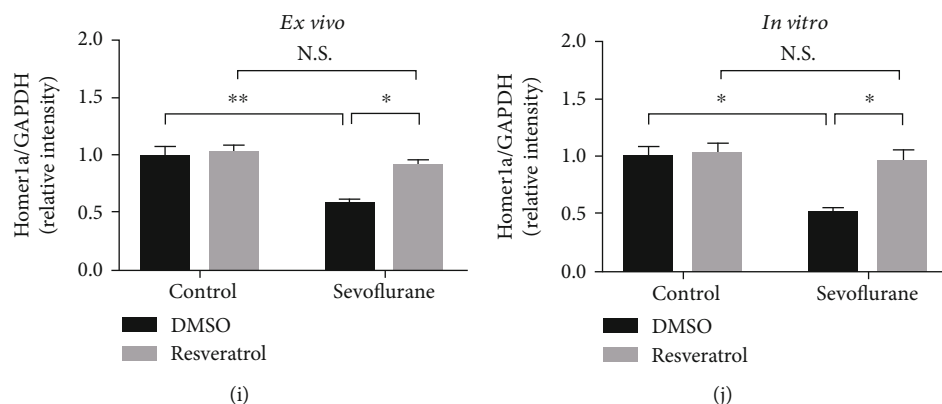 Ex vivo
Homer1a/GAPDH
(relative intensity)
2.0
1.5
1.0
0.5
0.0
N.S.
**
*
Control
Sevoflurane
DMSO
Resveratrol
(i)
In vitro
Homer1a/GAPDH
(relative intensity)
2.0
1.5
1.0
0.5
0.0
N.S.
*
*
Control
Sevoflurane
DMSO
Resveratrol
(j)